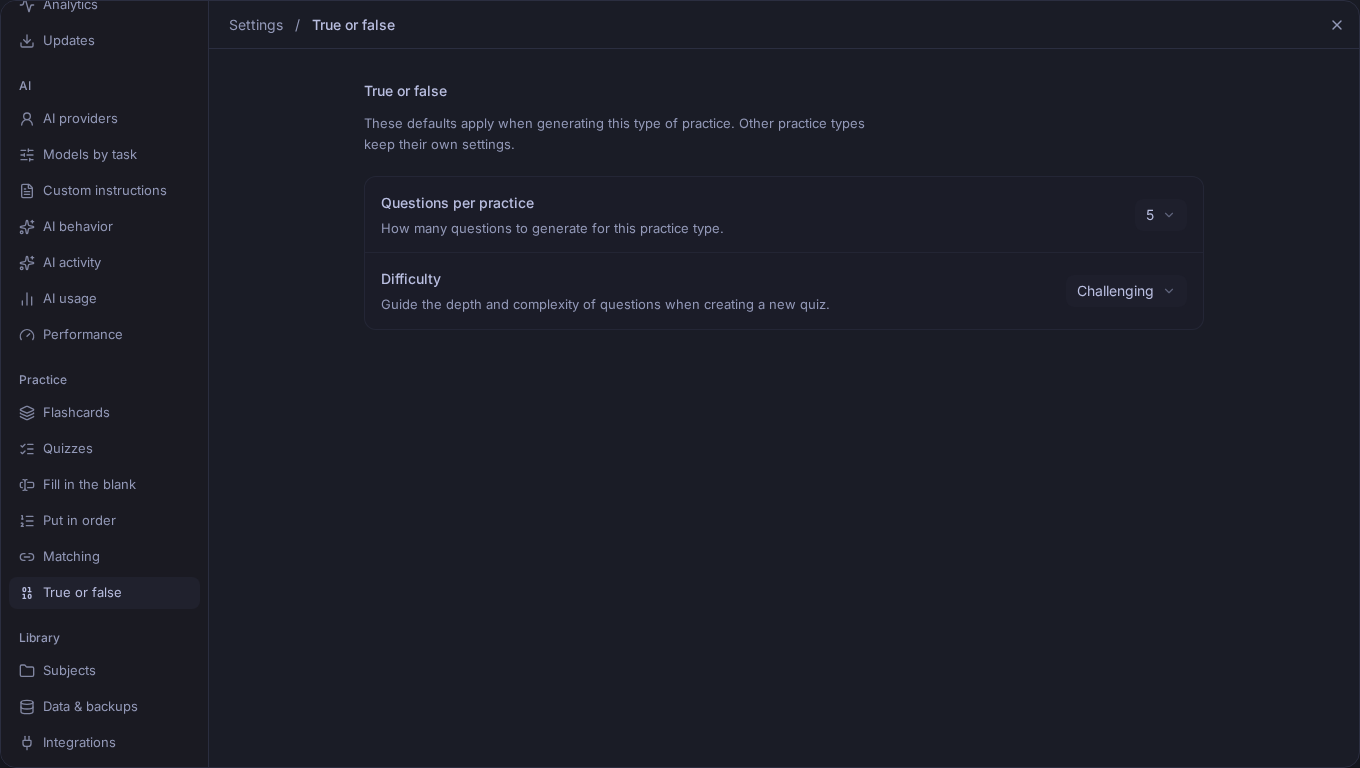 Analytics
Updates
AI
AI providers
Models by task
Custom instructions
AI behavior
AI activity
AI usage
Performance
Practice
Flashcards
Quizzes
Fill in the blank
Put in order
Matching
True or false
Library
Subjects
Data & backups
Integrations
Settings / True or false
True or false
These defaults apply when generating this type of practice. Other practice types
keep their own settings.
Questions per practice
How many questions to generate for this practice type.
5
Difficulty
Guide the depth and complexity of questions when creating a new quiz.
Challenging